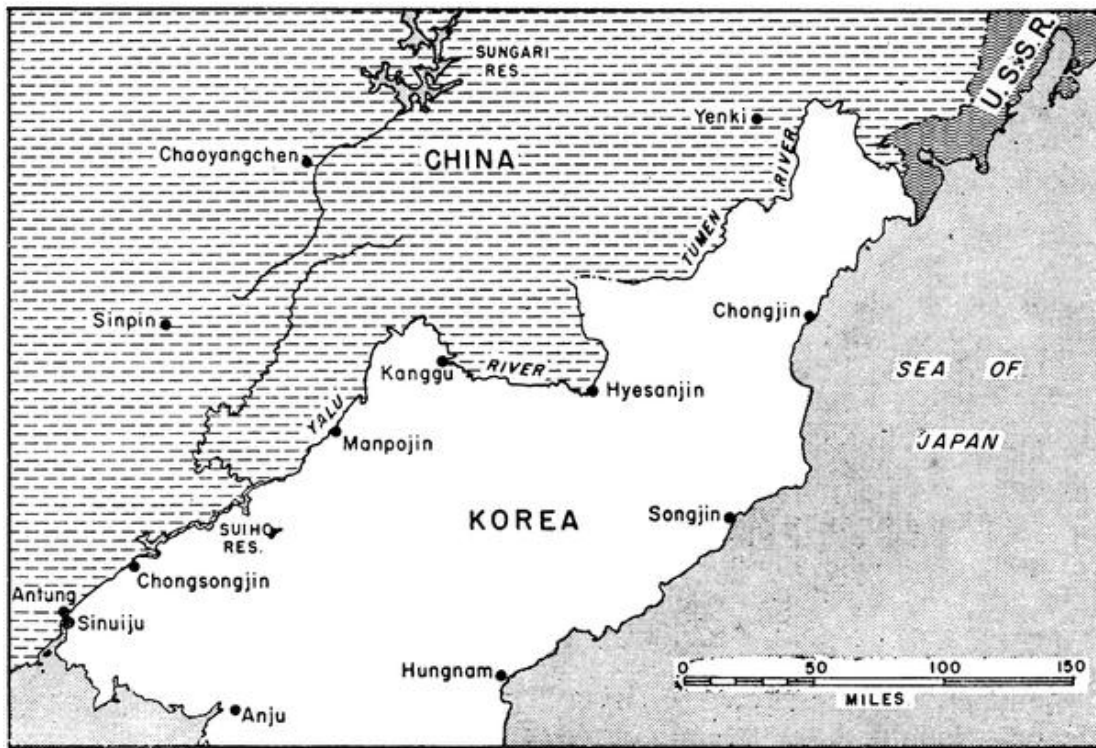 SUNGARI
RES.
U.S.S.R.
Yenki
Chaoyangchen
CHINA
TUMEN RIVER
Sinpin
Chongjin
Kanggu
YALU RIVER
Hyesanjin
SEA OF
JAPAN
Manpojin
SUIHO
RES.
KOREA
Songjin
Chongsongjin
Antung
Sinuiju
Hungnam
Anju
0 50 100 150
MILES